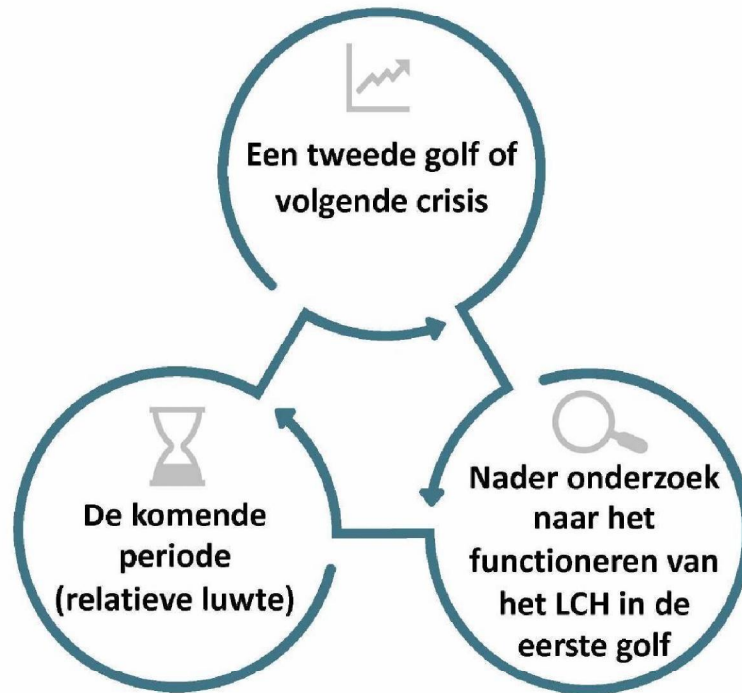 Een tweede golf of
volgende crisis
De komende
periode
(relatieve luwte)
Nader onderzoek
naar het
functioneren van
het LCH in de
eerste golf